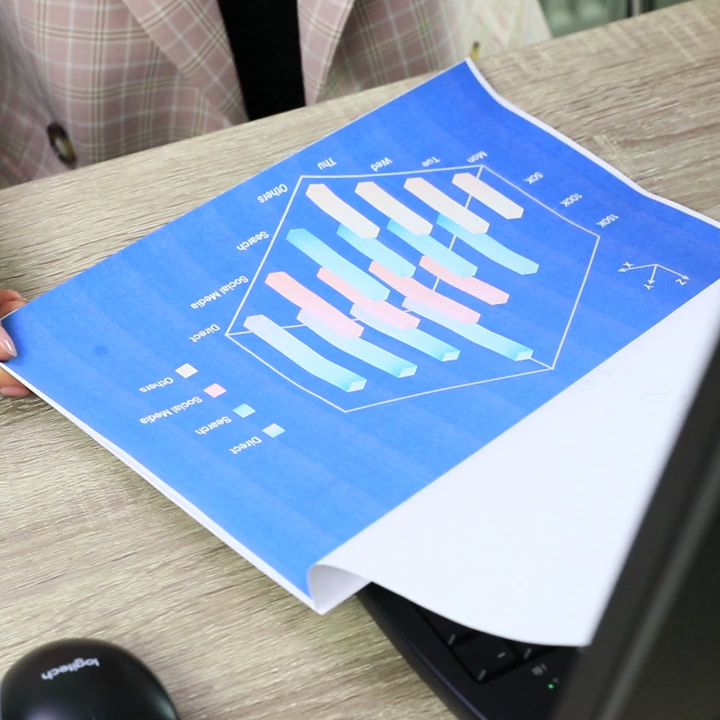 Mon
Tue
Wed
Thu
50K
100K
150K
Others
Search
Social Media
Direct
X
Y
Z
Others
Social Media
Search
Direct
logitech